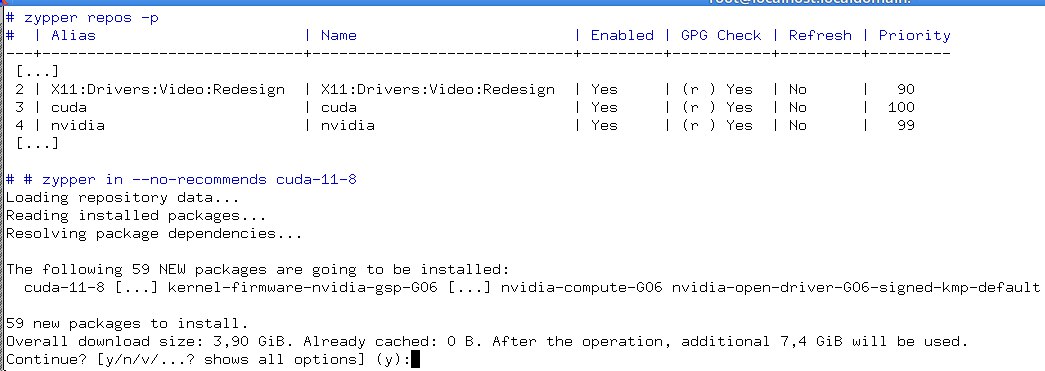 root@localhost.localdomain:
# zypper repos -p
#  | Alias                       | Name                        | Enabled | GPG Check | Refresh | Priority
---+-----------------------------+-----------------------------+---------+-----------+---------+---------
 [...]
 2 | X11:Drivers:Video:Redesign  | X11:Drivers:Video:Redesign  | Yes     | (r ) Yes  | No      |   90
 3 | cuda                        | cuda                        | Yes     | (r ) Yes  | No      |  100
 4 | nvidia                      | nvidia                      | Yes     | (r ) Yes  | No      |   99
 [...]
# # zypper in --no-recommends cuda-11-8
Loading repository data...
Reading installed packages...
Resolving package dependencies...
The following 59 NEW packages are going to be installed:
  cuda-11-8 [...] kernel-firmware-nvidia-gsp-G06 [...] nvidia-compute-G06 nvidia-open-driver-G06-signed-kmp-default
59 new packages to install.
Overall download size: 3,90 GiB. Already cached: 0 B. After the operation, additional 7,4 GiB will be used.
Continue? [y/n/v/...? shows all options] (y):